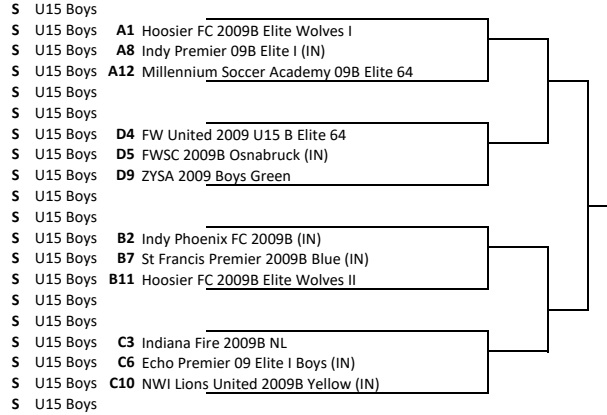 S U15 Boys
S U15 Boys A1 Hoosier FC 2009B Elite Wolves I
S U15 Boys A8 Indy Premier 09B Elite I (IN)
S U15 Boys A12 Millennium Soccer Academy 09B Elite 64
S U15 Boys
S U15 Boys
S U15 Boys D4 FW United 2009 U15 B Elite 64
S U15 Boys D5 FWSC 2009B Osnabruck (IN)
S U15 Boys D9 ZYSA 2009 Boys Green
S U15 Boys
S U15 Boys
S U15 Boys B2 Indy Phoenix FC 2009B (IN)
S U15 Boys B7 St Francis Premier 2009B Blue (IN)
S U15 Boys B11 Hoosier FC 2009B Elite Wolves II
S U15 Boys
S U15 Boys
S U15 Boys C3 Indiana Fire 2009B NL
S U15 Boys C6 Echo Premier 09 Elite I Boys (IN)
S U15 Boys C10 NWI Lions United 2009B Yellow (IN)
S U15 Boys